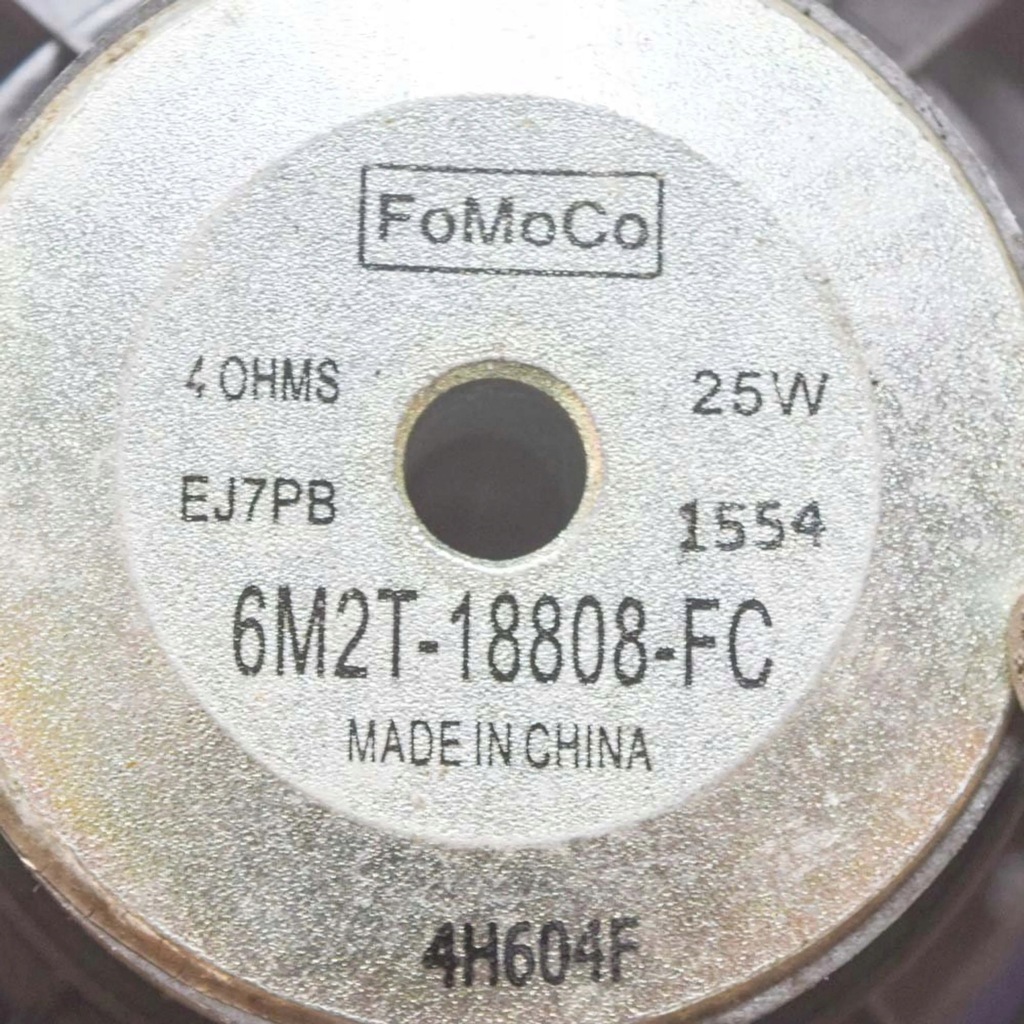 FoMoCo
4 OHMS 25W
EJ7PB 1554
6M2T-18808-FC
MADE IN CHINA
4H604F